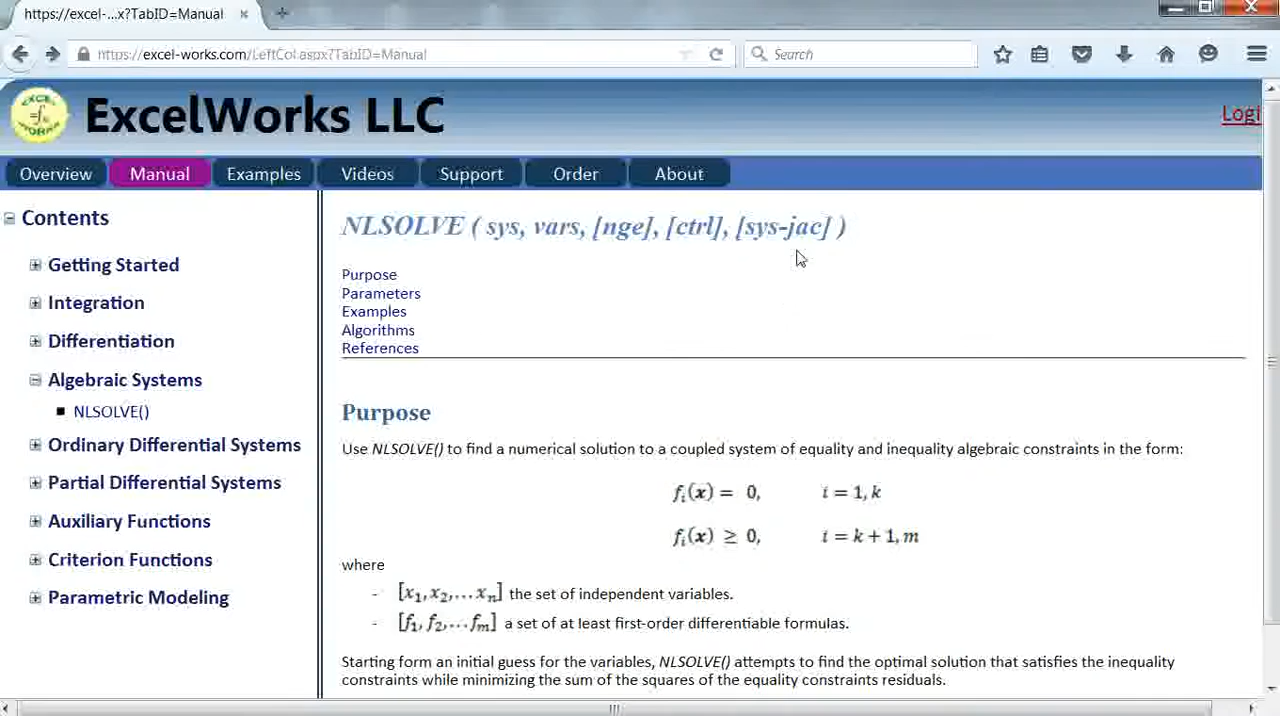 https://excel-...x?TabID=Manual
https://excel-works.com/LeftCol.aspx?TabID=Manual
Search
EXCEL
=fx
WORKS
ExcelWorks LLC
Logi
Overview
Manual
Examples
Videos
Support
Order
About
Contents
Getting Started
Integration
Differentiation
Algebraic Systems
NLSOLVE()
Ordinary Differential Systems
Partial Differential Systems
Auxiliary Functions
Criterion Functions
Parametric Modeling
NLSOLVE ( sys, vars, [nge], [ctrl], [sys-jac] )
Purpose
Parameters
Examples
Algorithms
References
Purpose
Use NLSOLVE() to find a numerical solution to a coupled system of equality and inequality algebraic constraints in the form:
fᵢ(x) = 0, i = 1, k
fᵢ(x) ≥ 0, i = k + 1, m
where
- [x₁, x₂, … xₙ] the set of independent variables.
- [f₁, f₂, … fₘ] a set of at least first-order differentiable formulas.
Starting form an initial guess for the variables, NLSOLVE() attempts to find the optimal solution that satisfies the inequality
constraints while minimizing the sum of the squares of the equality constraints residuals.